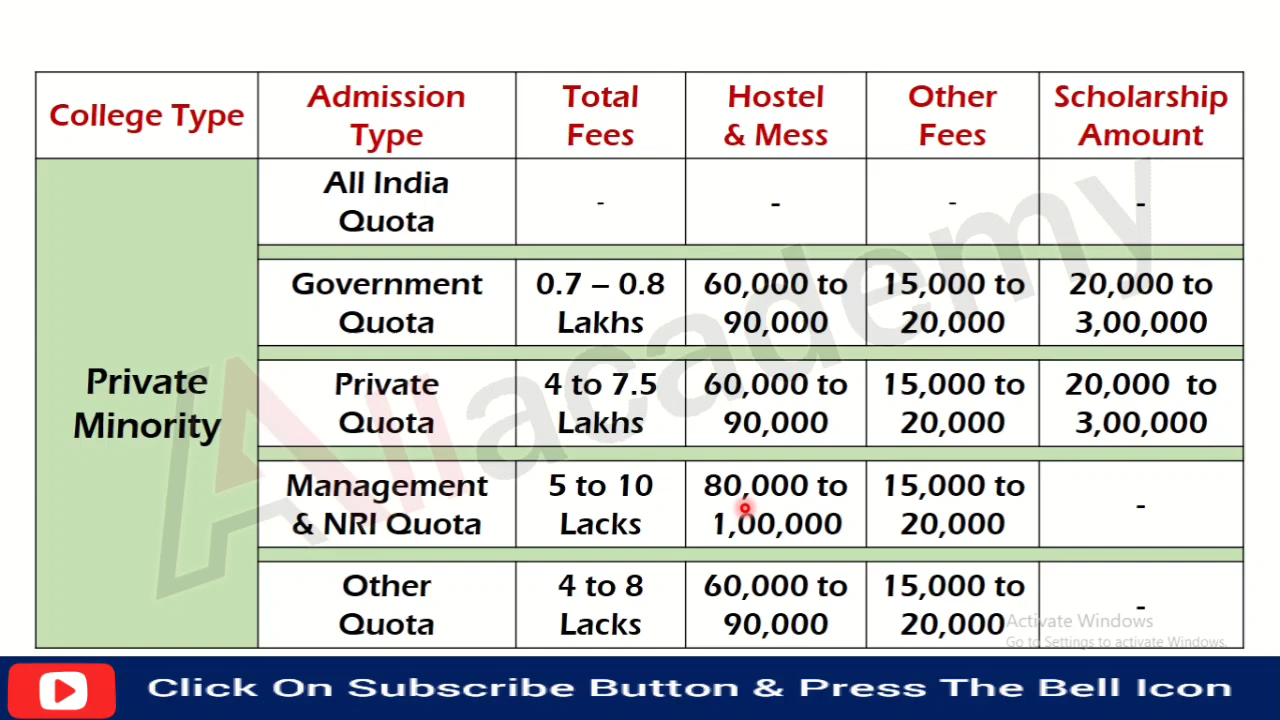 College Type
Admission
Type
Total
Fees
Hostel
& Mess
Other
Fees
Scholarship
Amount
Private
Minority
All India
Quota
-
-
-
-
Government
Quota
0.7 – 0.8
Lakhs
60,000 to
90,000
15,000 to
20,000
20,000 to
3,00,000
Private
Quota
4 to 7.5
Lakhs
60,000 to
90,000
15,000 to
20,000
20,000 to
3,00,000
Management
& NRI Quota
5 to 10
Lacks
80,000 to
1,00,000
15,000 to
20,000
-
Other
Quota
4 to 8
Lacks
60,000 to
90,000
15,000 to
20,000
-
Allacademy
Activate Windows
Go to Settings to activate Windows.
Click On Subscribe Button & Press The Bell Icon